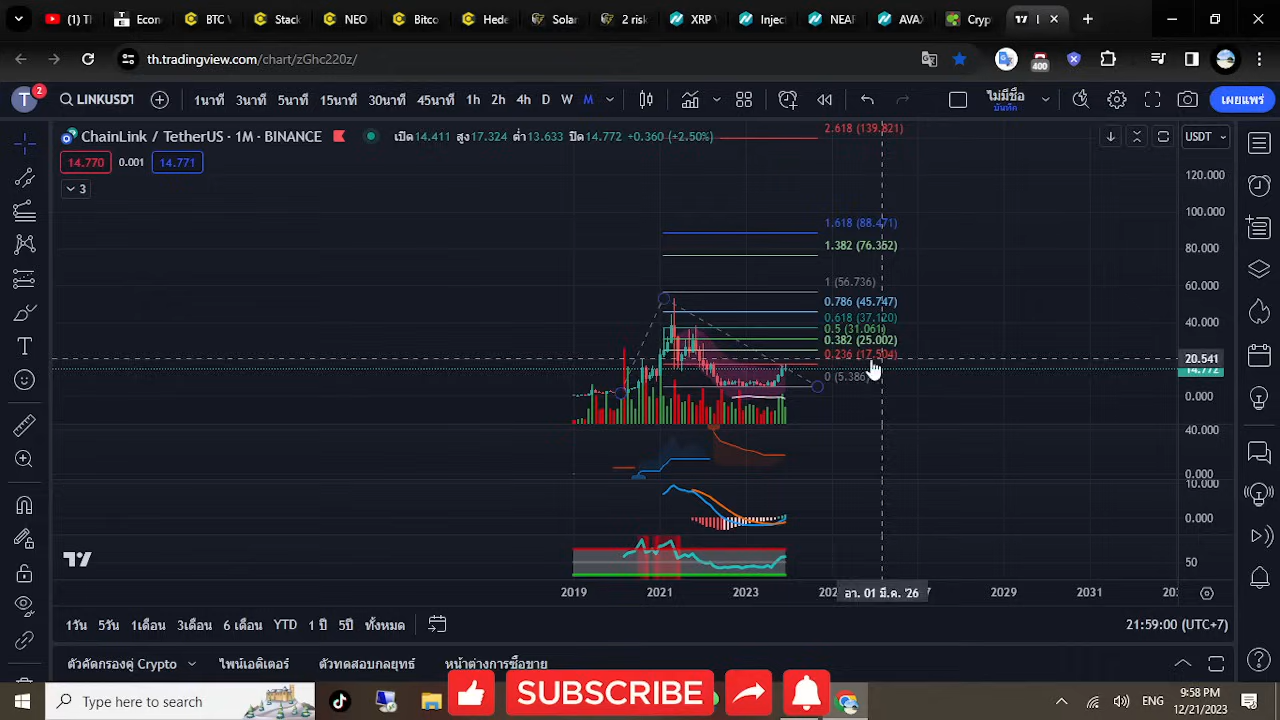 (1)
Econ
BTC
Stack
NEO
Bitco
Hede
Solar
2 risk
XRP
Inject
NEAR
AVAX
Cryp
th.tradingview.com/chart/zGhc220z/
400
T
2
LINKUSDT
1นาที
3นาที
5นาที
15นาที
30นาที
45นาที
1h
2h
4h
D
W
M
ไม่มีชื่อ
บันทึก
เผยแพร่
ChainLink / TetherUS · 1M · BINANCE
เปิด14.411 สูง17.324 ต่ำ13.633 ปิด14.772 +0.360 (+2.50%)
USDT
14.770
0.001
14.771
3
2.618 (139.821)
1.618 (88.471)
1.382 (76.352)
1 (56.736)
0.786 (45.747)
0.618 (37.120)
0.5 (31.061)
0.382 (25.002)
0.236 (17.504)
0 (5.386)
120.000
100.000
80.000
60.000
40.000
20.541
14.772
0.000
40.000
0.000
10.000
0.000
50
2019
2021
2023
อา. 01 มี.ค. '26
2029
2031
1วัน
5วัน
1เดือน
3เดือน
6 เดือน
YTD
1 ปี
5ปี
ทั้งหมด
21:59:00 (UTC+7)
ตัวคัดกรองคู่ Crypto
ไพน์เอดิเตอร์
ตัวทดสอบกลยุทธ์
หน้าต่างการซื้อขาย
SUBSCRIBE
Type here to search
ENG
9:58 PM
12/21/2023